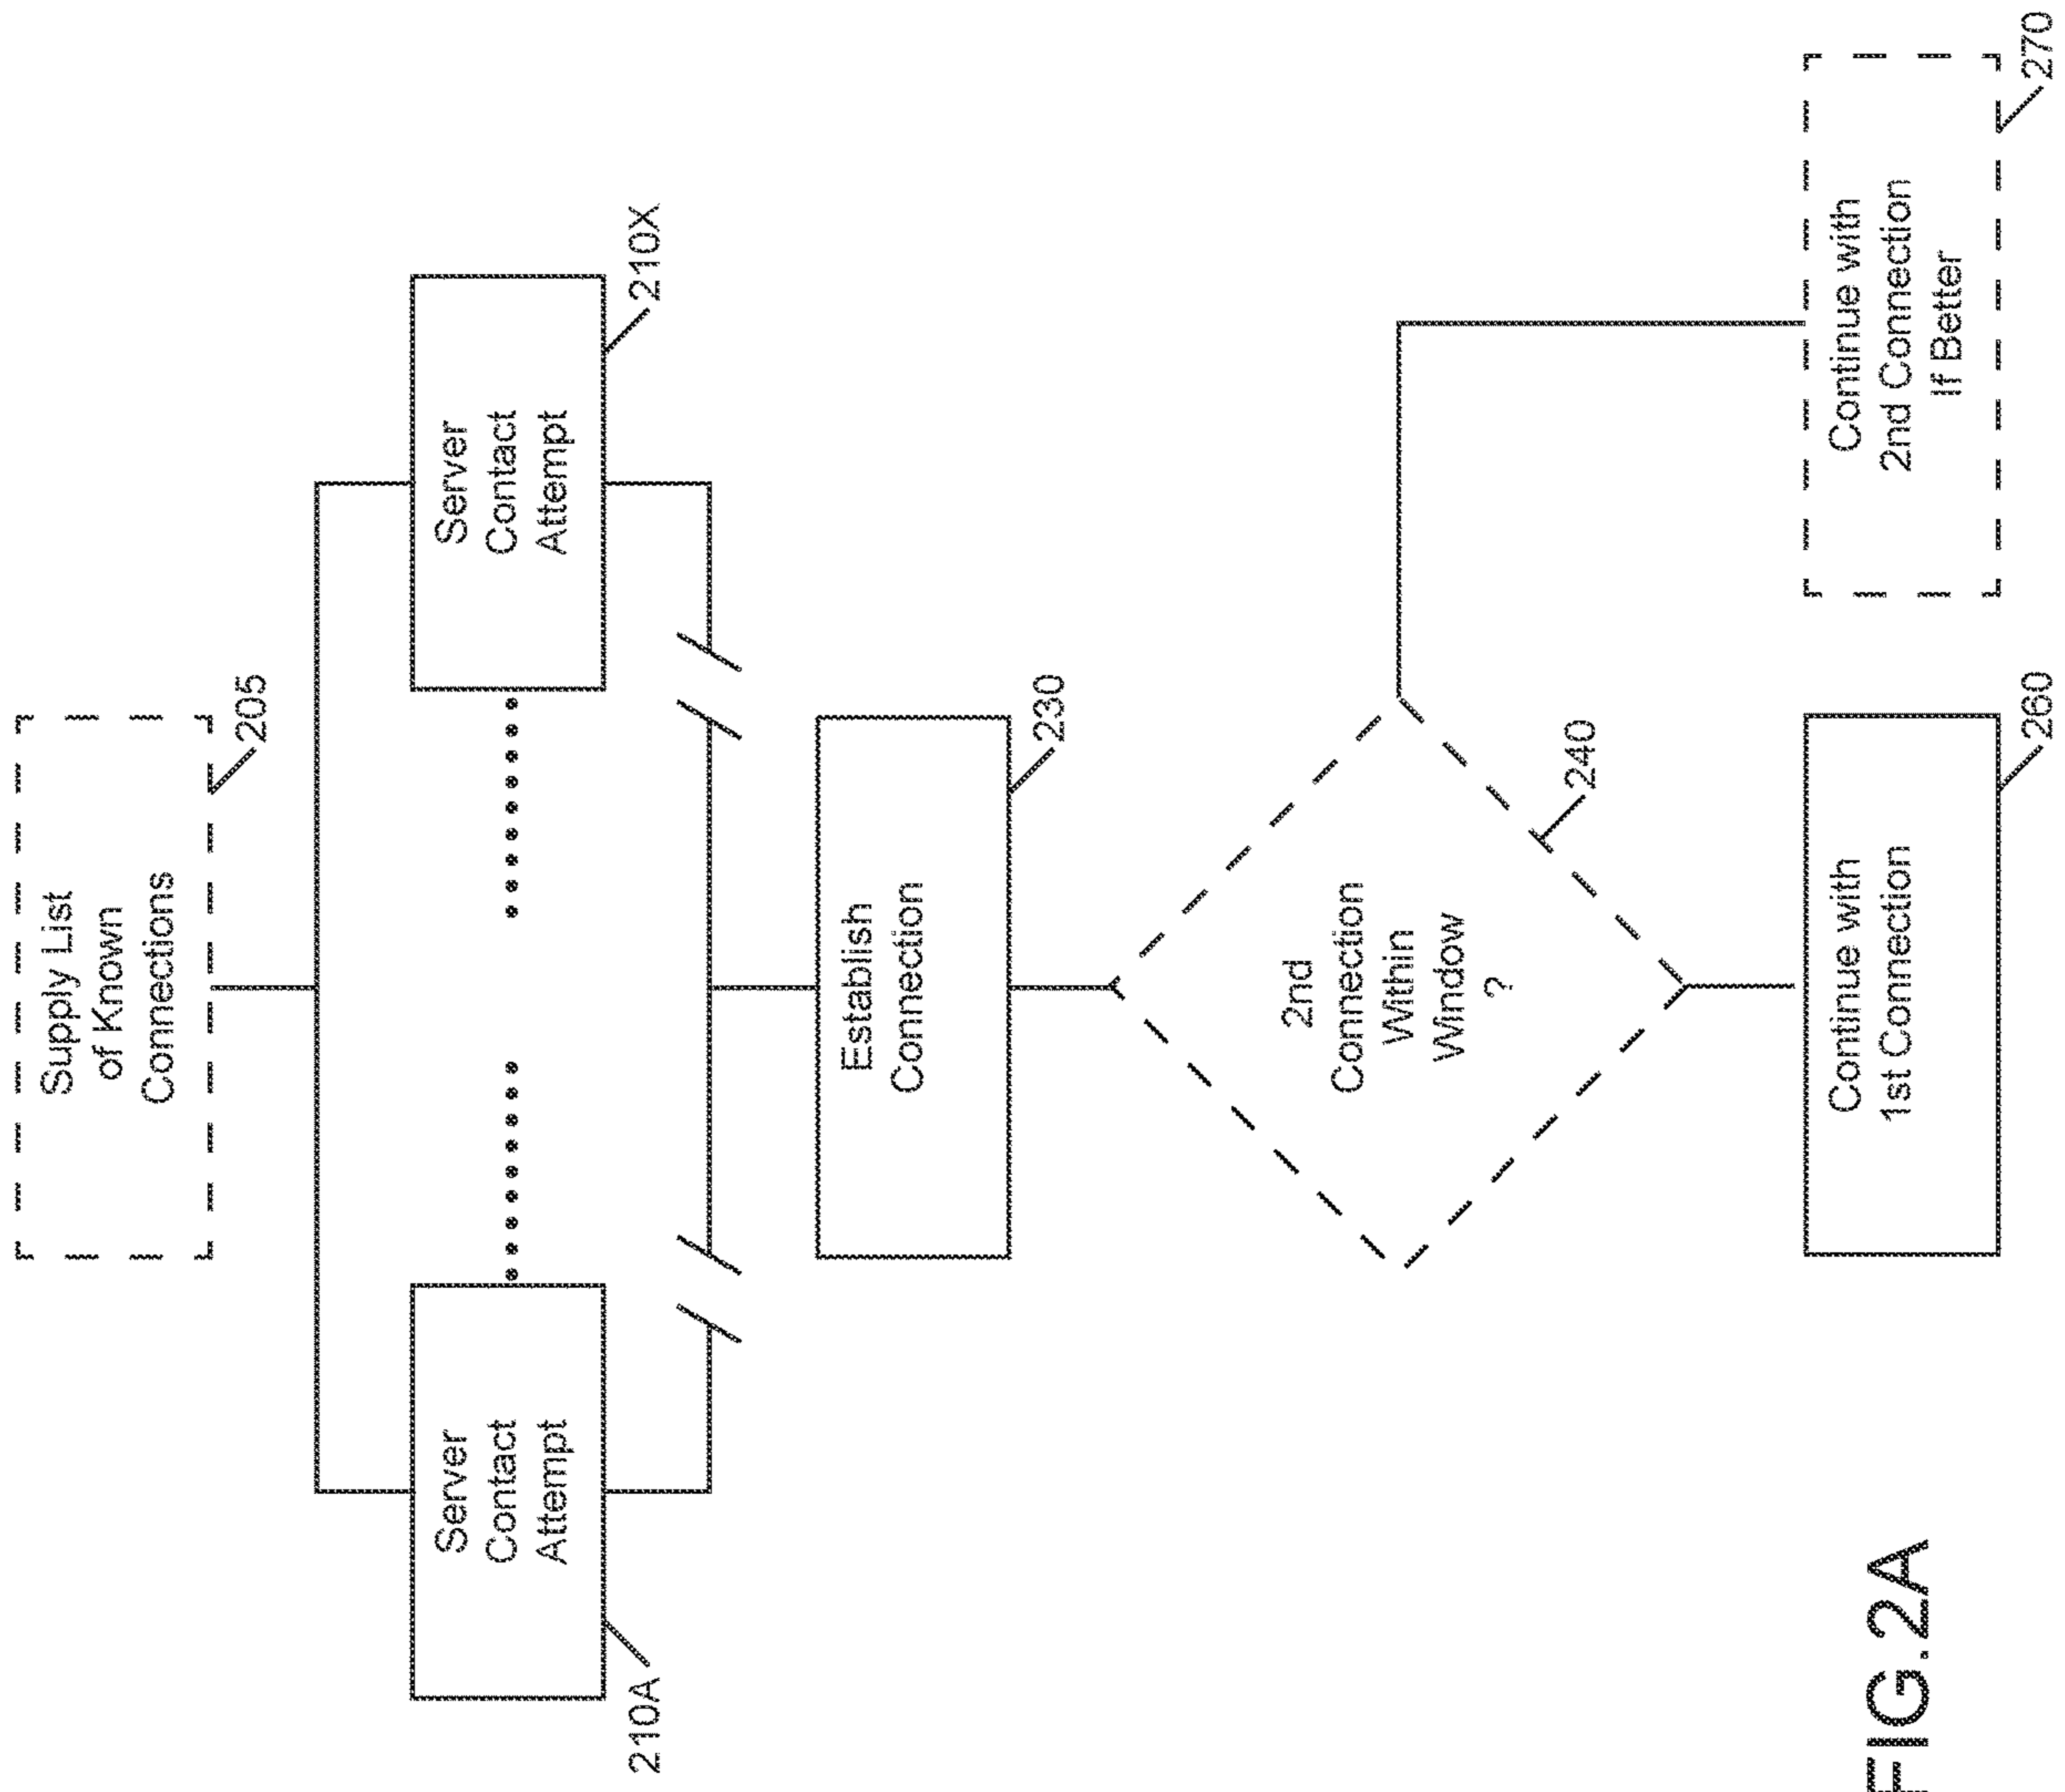 Supply List
of Known
Connections
205
Server
Contact
Attempt
210A
Server
Contact
Attempt
210X
Establish
Connection
230
2nd
Connection
Within
Window
?
240
Continue with
1st Connection
260
Continue with
2nd Connection
If Better
270
FIG.2A